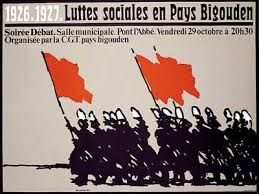 1926.1927. Luttes sociales en Pays Bigouden
Soirée Débat. Salle municipale. Pont l'Abbé. Vendredi 29 octobre à 20h30
Organisée par la C.G.T. pays bigouden